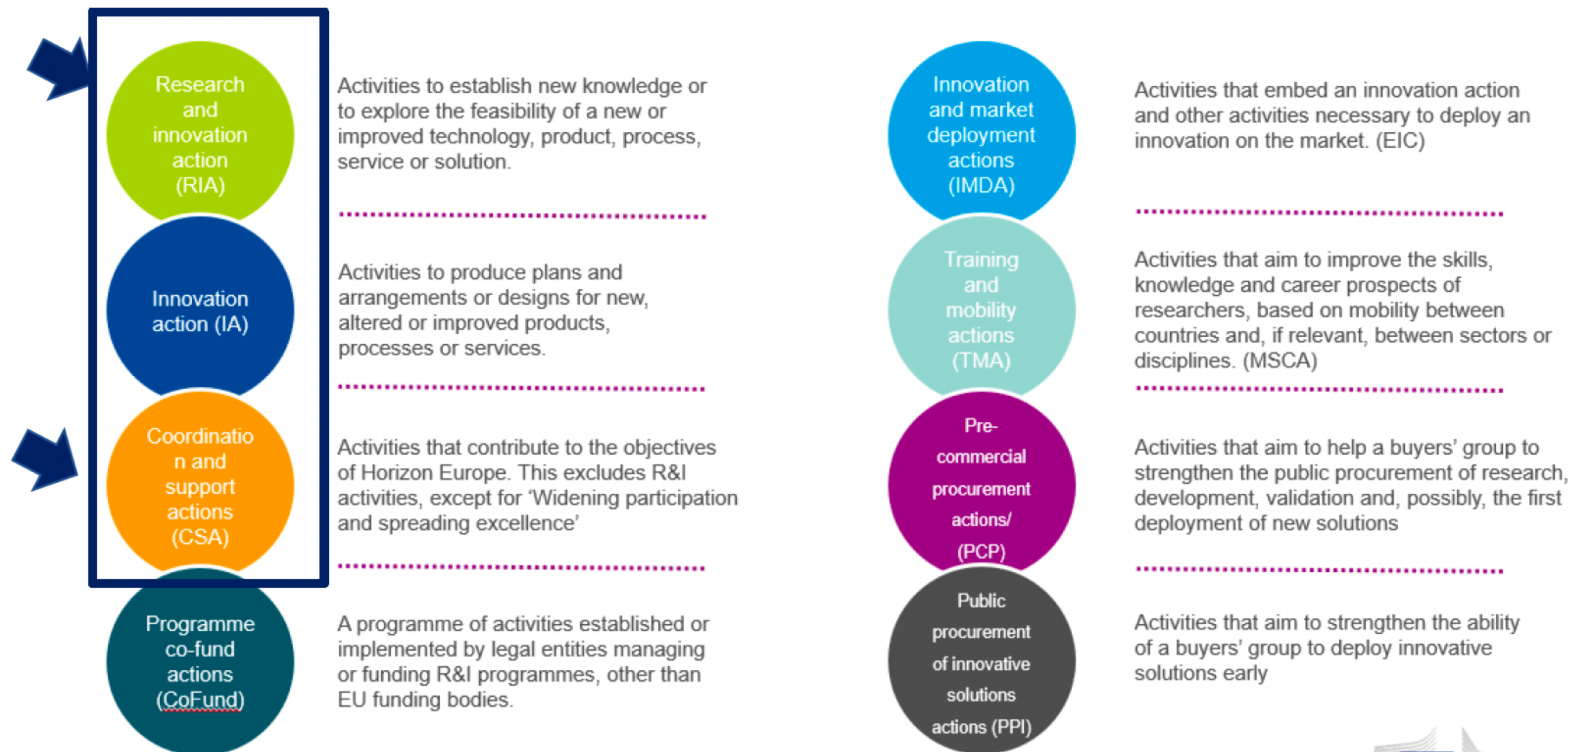 Research
and
innovation
action
(RIA)
Activities to establish new knowledge or
to explore the feasibility of a new or
improved technology, product, process,
service or solution.
Innovation
action (IA)
Activities to produce plans and
arrangements or designs for new,
altered or improved products,
processes or services.
Coordinatio
n and
support
actions
(CSA)
Activities that contribute to the objectives
of Horizon Europe. This excludes R&I
activities, except for ‘Widening participation
and spreading excellence’
Programme
co-fund
actions
(CoFund)
A programme of activities established or
implemented by legal entities managing
or funding R&I programmes, other than
EU funding bodies.
Innovation
and market
deployment
actions
(IMDA)
Activities that embed an innovation action
and other activities necessary to deploy an
innovation on the market. (EIC)
Training
and
mobility
actions
(TMA)
Activities that aim to improve the skills,
knowledge and career prospects of
researchers, based on mobility between
countries and, if relevant, between sectors or
disciplines. (MSCA)
Pre-
commercial
procurement
actions/
(PCP)
Activities that aim to help a buyers’ group to
strengthen the public procurement of research,
development, validation and, possibly, the first
deployment of new solutions
Public
procurement
of innovative
solutions
actions (PPI)
Activities that aim to strengthen the ability
of a buyers’ group to deploy innovative
solutions early